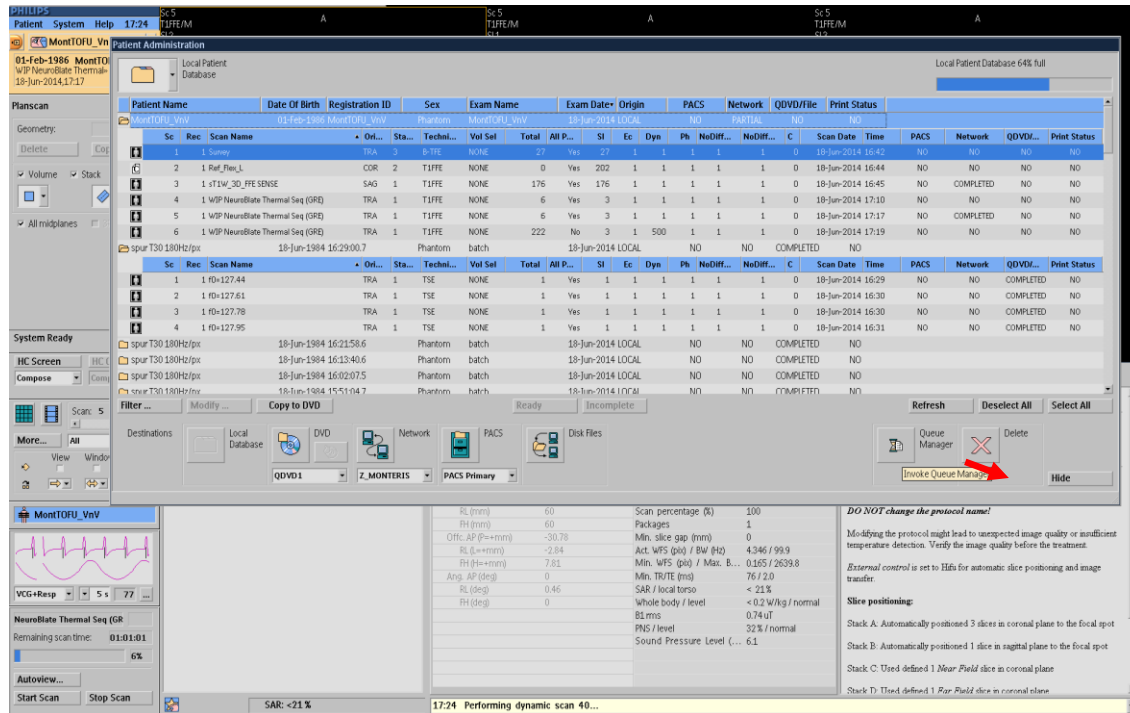 PHILIPS
Patient System Help 17:24
Sc 5 A Sc 5 A Sc 5 A
T1FFE/M T1FFE/M T1FFE/M
MontTOFU_Vn
01-Feb-1986 MontTO
WIP NeuroBlate Thermal-
18-Jun-2014,17:17
Planscan
Geometry:
Delete Cop
Volume Stack
All midplanes
System Ready
HC Screen HC
Compose Comp
Scan: 5
More... All
View Window
Patient Administration
Local Patient
Database
Local Patient Database 64% full
Patient Name Date Of Birth Registration ID Sex Exam Name Exam Date Origin PACS Network QDVD/File Print Status
MontTOFU_VnV 01-Feb-1986 MontTOFU_VnV Phantom MontTOFU_VnV 18-Jun-2014 LOCAL NO PARTIAL NO NO
Sc Rec Scan Name Ori... Sta... Techni... Vol Sel Total All P... Sl Ec Dyn Ph NoDiff... NoDiff... C Scan Date Time PACS Network QDVD/... Print Status
1 1 Survey TRA 3 B-TFE NONE 27 Yes 27 1 1 1 1 1 0 18-Jun-2014 16:42 NO NO NO NO
2 1 Ref_Flex_L COR 2 T1FFE NONE 0 Yes 202 1 1 1 1 1 0 18-Jun-2014 16:44 NO NO NO NO
3 1 sT1W_3D_FFE SENSE SAG 1 T1FFE NONE 176 Yes 176 1 1 1 1 1 0 18-Jun-2014 16:45 NO COMPLETED NO NO
4 1 WIP NeuroBlate Thermal Seq (GRE) TRA 1 T1FFE NONE 6 Yes 3 1 1 1 1 1 0 18-Jun-2014 17:10 NO NO NO NO
5 1 WIP NeuroBlate Thermal Seq (GRE) TRA 1 T1FFE NONE 6 Yes 3 1 1 1 1 1 0 18-Jun-2014 17:17 NO COMPLETED NO NO
6 1 WIP NeuroBlate Thermal Seq (GRE) TRA 1 T1FFE NONE 222 No 3 1 500 1 1 1 0 18-Jun-2014 17:19 NO NO NO NO
spur T30 180Hz/px 18-Jun-1984 16:29:00.7 Phantom batch 18-Jun-2014 LOCAL NO NO COMPLETED NO
Sc Rec Scan Name Ori... Sta... Techni... Vol Sel Total All P... Sl Ec Dyn Ph NoDiff... NoDiff... C Scan Date Time PACS Network QDVD/... Print Status
1 1 f0=127.44 TRA 1 TSE NONE 1 Yes 1 1 1 1 1 1 0 18-Jun-2014 16:29 NO NO COMPLETED NO
2 1 f0=127.61 TRA 1 TSE NONE 1 Yes 1 1 1 1 1 1 0 18-Jun-2014 16:30 NO NO COMPLETED NO
3 1 f0=127.78 TRA 1 TSE NONE 1 Yes 1 1 1 1 1 1 0 18-Jun-2014 16:30 NO NO COMPLETED NO
4 1 f0=127.95 TRA 1 TSE NONE 1 Yes 1 1 1 1 1 1 0 18-Jun-2014 16:31 NO NO COMPLETED NO
spur T30 180Hz/px 18-Jun-1984 16:21:58.6 Phantom batch 18-Jun-2014 LOCAL NO NO COMPLETED NO
spur T30 180Hz/px 18-Jun-1984 16:13:40.6 Phantom batch 18-Jun-2014 LOCAL NO NO COMPLETED NO
spur T30 180Hz/px 18-Jun-1984 16:02:07.5 Phantom batch 18-Jun-2014 LOCAL NO NO COMPLETED NO
spur T30 180Hz/px 18-Jun-1984 15:51:04.7 Phantom batch 18-Jun-2014 LOCAL NO NO COMPLETED NO
Filter ... Modify ... Copy to DVD Ready Incomplete Refresh Deselect All Select All
Destinations Local Database DVD Network PACS Disk Files Queue Manager Delete
QDVD1 Z_MONTERIS PACS Primary Invoke Queue Manage Hide
MontTOFU_VnV
VCG+Resp 5 s 77 ...
NeuroBlate Thermal Seq (GR
Remaining scan time: 01:01:01
6%
Autoview...
Start Scan Stop Scan
RL (mm) 60
FH (mm) 60
Offc. AP (P=+mm) -30.78
RL (L=+mm) -2.84
FH (H=+mm) 7.81
Ang. AP (deg) 0
RL (deg) 0.46
FH (deg) 0
Scan percentage (%) 100
Packages 1
Min. slice gap (mm) 0
Act. WFS (pix) / BW (Hz) 4.346 / 99.9
Min. WFS (pix) / Max. B... 0.165 / 2639.8
Min. TR/TE (ms) 76 / 2.0
SAR / local torso < 21%
Whole body / level < 0.2 W/kg / normal
B1 rms 0.74 uT
PNS / level 32% / normal
Sound Pressure Level (... 6.1
DO NOT change the protocol name!
Modifying the protocol might lead to unexpected image quality or insufficient
temperature detection. Verify the image quality before the treatment.
External control is set to Hifu for automatic slice positioning and image
transfer.
Slice positioning:
Stack A: Automatically positioned 3 slices in coronal plane to the focal spot
Stack B: Automatically positioned 1 slice in sagittal plane to the focal spot
Stack C: Used defined 1 Near Field slice in coronal plane
Stack D: Used defined 1 Far Field slice in coronal plane
SAR: <21 % 17:24 Performing dynamic scan 40...